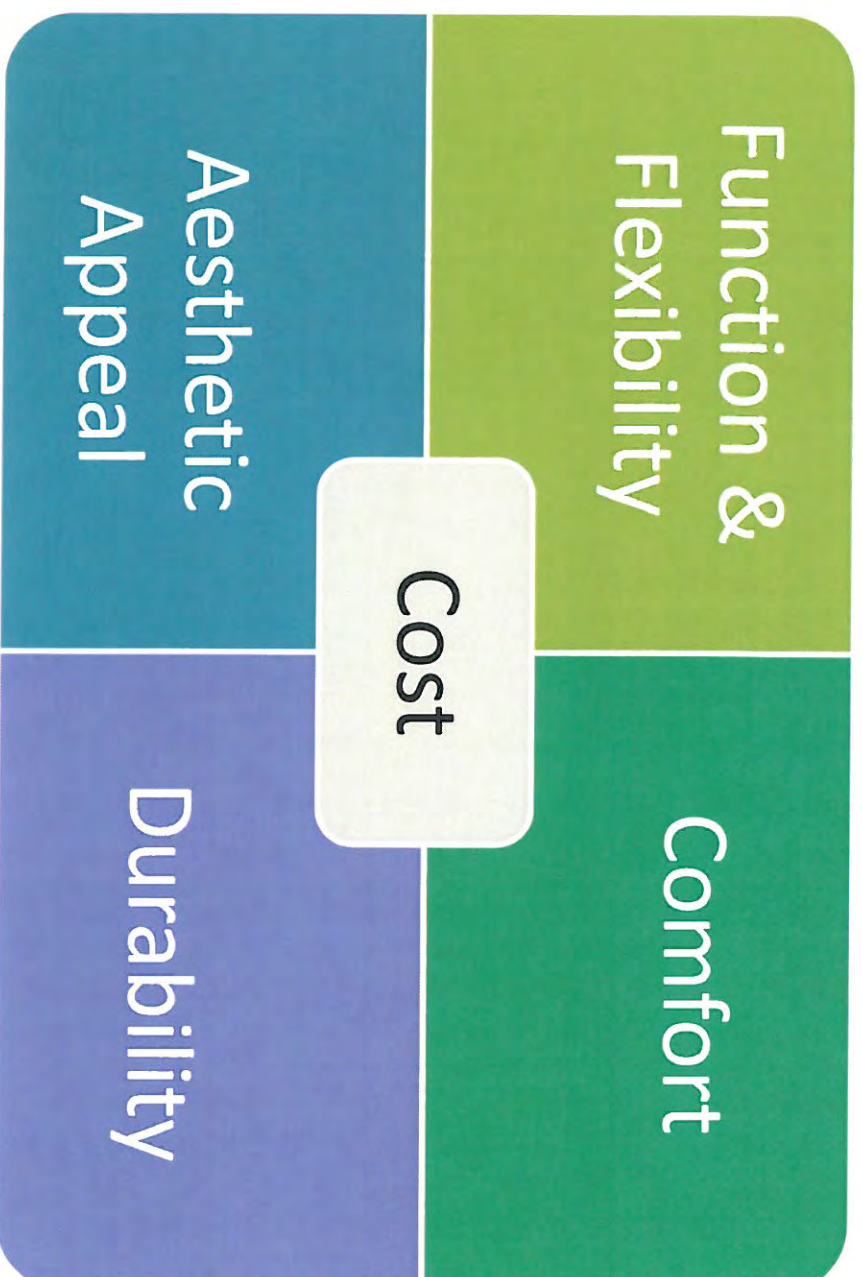 Function &
Flexibility
Comfort
Cost
Aesthetic
Appeal
Durability